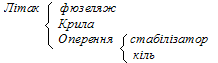 Літак фюзеляж
Крила
Оперення стабілізатор
кіль